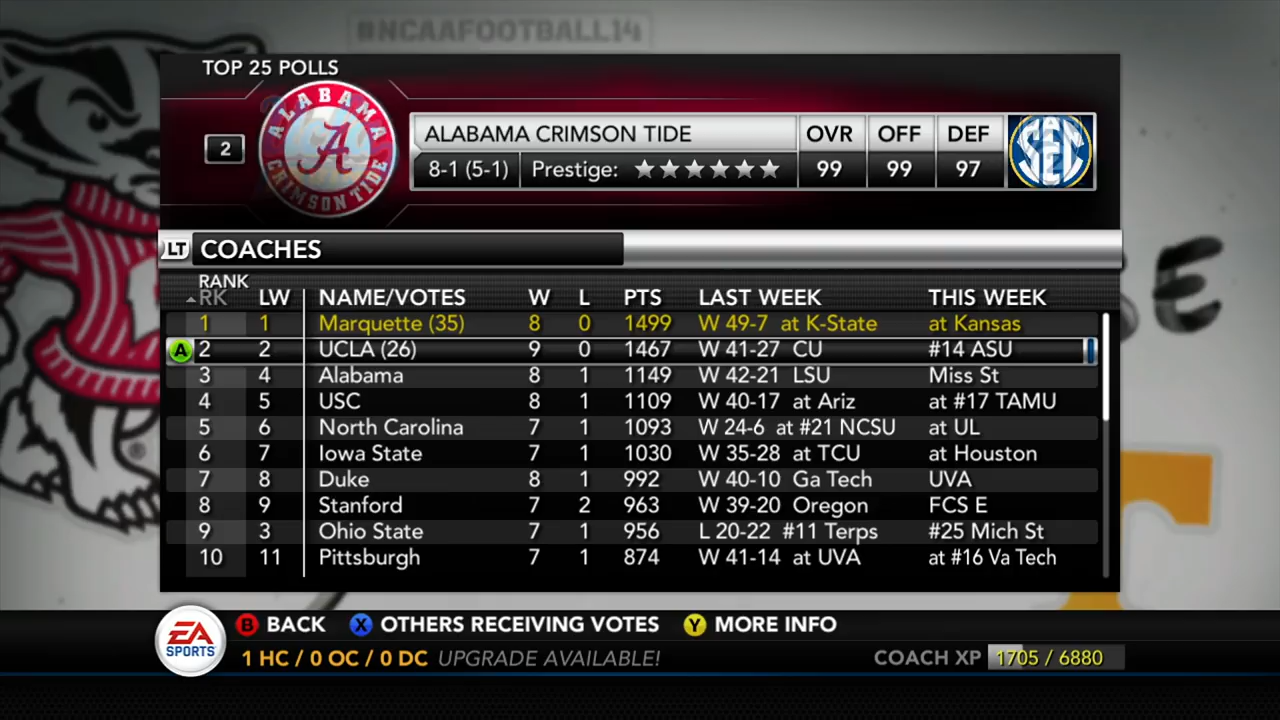 #NCAAFOOTBALL14
TOP 25 POLLS
2
ALABAMA
A
CRIMSON TIDE
ALABAMA CRIMSON TIDE OVR OFF DEF
8-1 (5-1) Prestige: 99 99 97
SEC
LT COACHES
RANK
RK LW NAME/VOTES W L PTS LAST WEEK THIS WEEK
1 1 Marquette (35) 8 0 1499 W 49-7 at K-State at Kansas
A 2 2 UCLA (26) 9 0 1467 W 41-27 CU #14 ASU
3 4 Alabama 8 1 1149 W 42-21 LSU Miss St
4 5 USC 8 1 1109 W 40-17 at Ariz at #17 TAMU
5 6 North Carolina 7 1 1093 W 24-6 at #21 NCSU at UL
6 7 Iowa State 7 1 1030 W 35-28 at TCU at Houston
7 8 Duke 8 1 992 W 40-10 Ga Tech UVA
8 9 Stanford 7 2 963 W 39-20 Oregon FCS E
9 3 Ohio State 7 1 956 L 20-22 #11 Terps #25 Mich St
10 11 Pittsburgh 7 1 874 W 41-14 at UVA at #16 Va Tech
EA SPORTS
B BACK X OTHERS RECEIVING VOTES Y MORE INFO
1 HC / 0 OC / 0 DC UPGRADE AVAILABLE! COACH XP 1705 / 6880